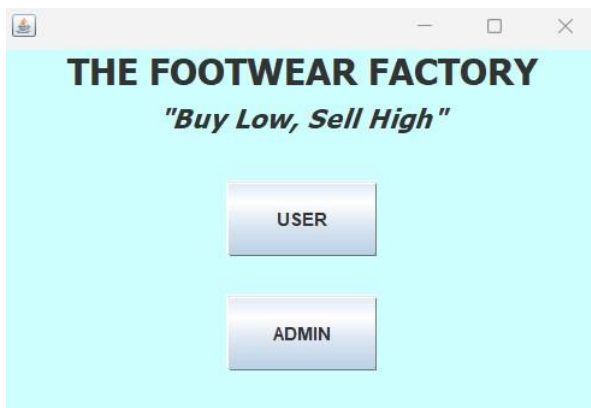 THE FOOTWEAR FACTORY
"Buy Low, Sell High"
USER
ADMIN